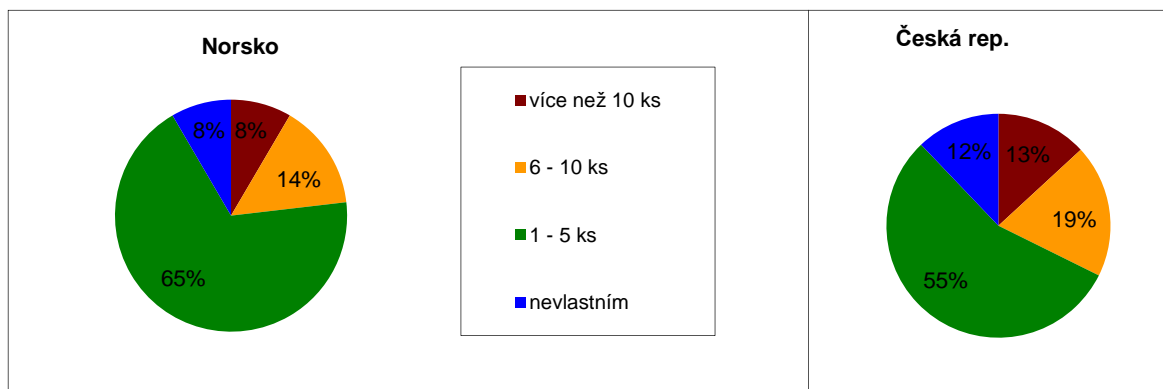 Norsko
8%
8%
14%
65%
více než 10 ks
6 - 10 ks
1 - 5 ks
nevlastním
Česká rep.
12%
13%
19%
55%